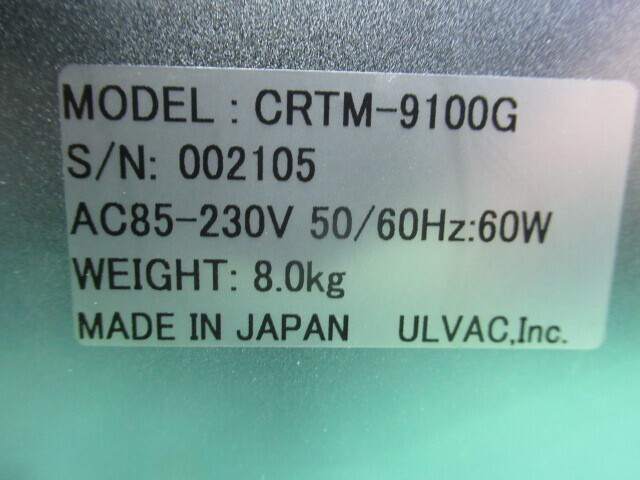 MODEL : CRTM-9100G
S/N: 002105
AC85-230V 50/60Hz:60W
WEIGHT: 8.0kg
MADE IN JAPAN ULVAC,Inc.